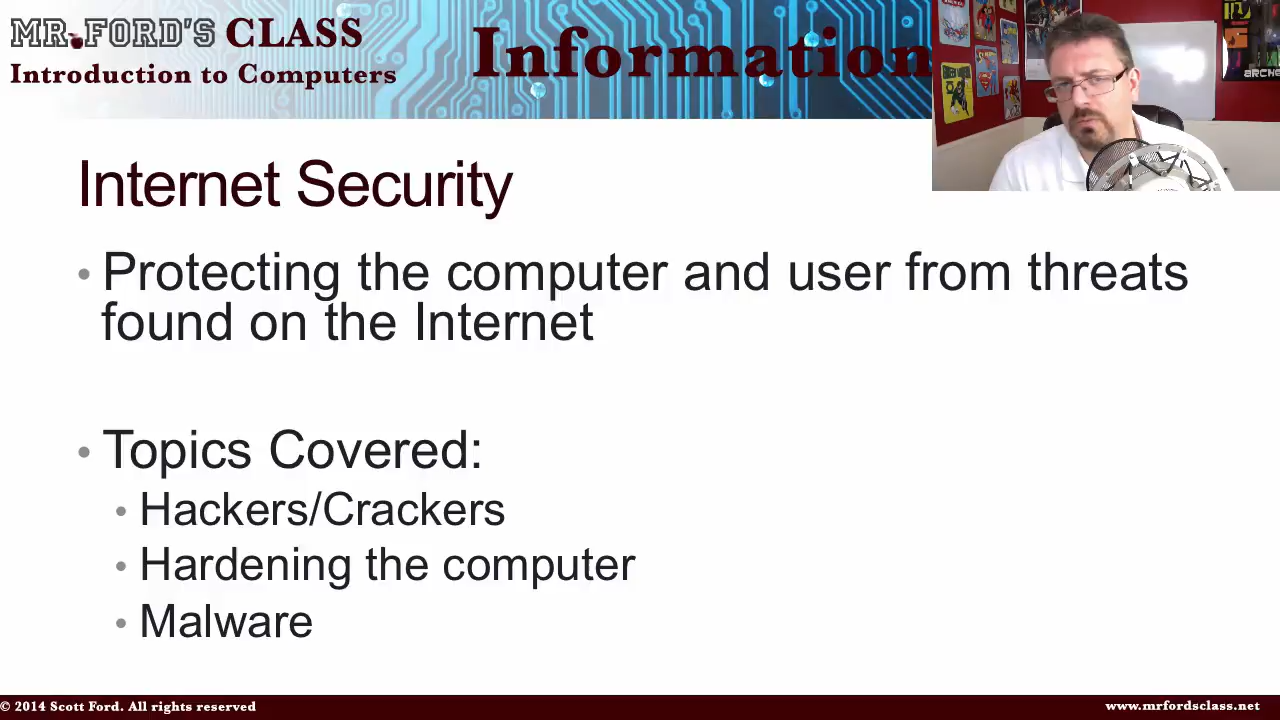 MR.FORD'S CLASS
Introduction to Computers
Information
Internet Security
• Protecting the computer and user from threats
found on the Internet
• Topics Covered:
• Hackers/Crackers
• Hardening the computer
• Malware
© 2014 Scott Ford. All rights reserved
www.mrfordsclass.net